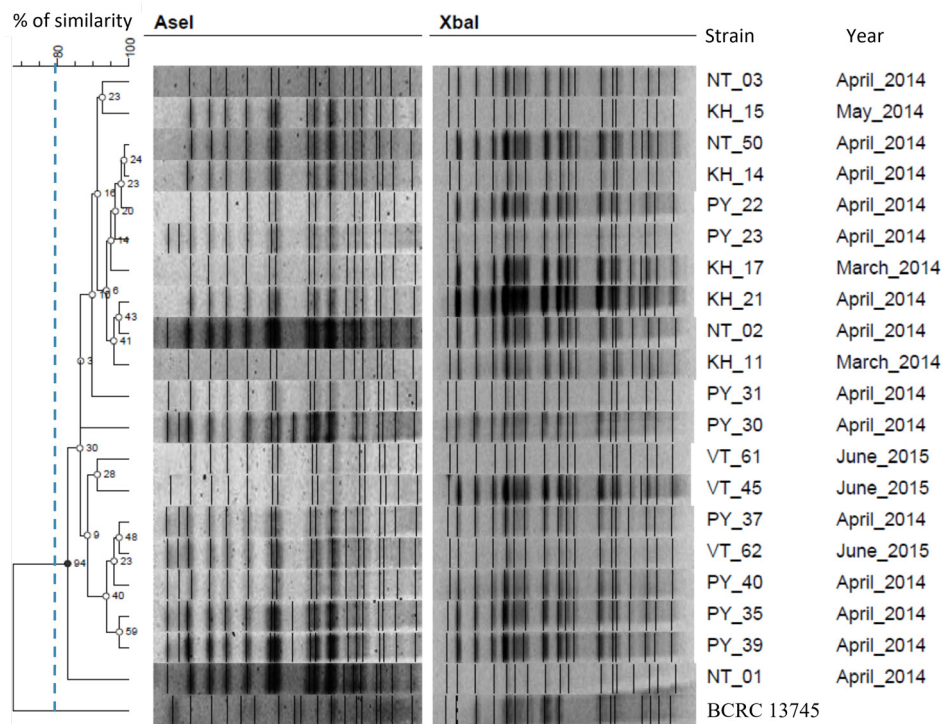 % of similarity AseI XbaI
Strain Year
80 100
NT_03 April_2014
23
KH_15 May_2014
NT_50 April_2014
24
KH_14 April_2014
23
16
PY_22 April_2014
20
PY_23 April_2014
14
KH_17 March_2014
6
10
KH_21 April_2014
43
NT_02 April_2014
41
KH_11 March_2014
3
PY_31 April_2014
PY_30 April_2014
30
VT_61 June_2015
28
VT_45 June_2015
PY_37 April_2014
9
48
VT_62 June_2015
94
23
PY_40 April_2014
40
PY_35 April_2014
59
PY_39 April_2014
NT_01 April_2014
BCRC 13745